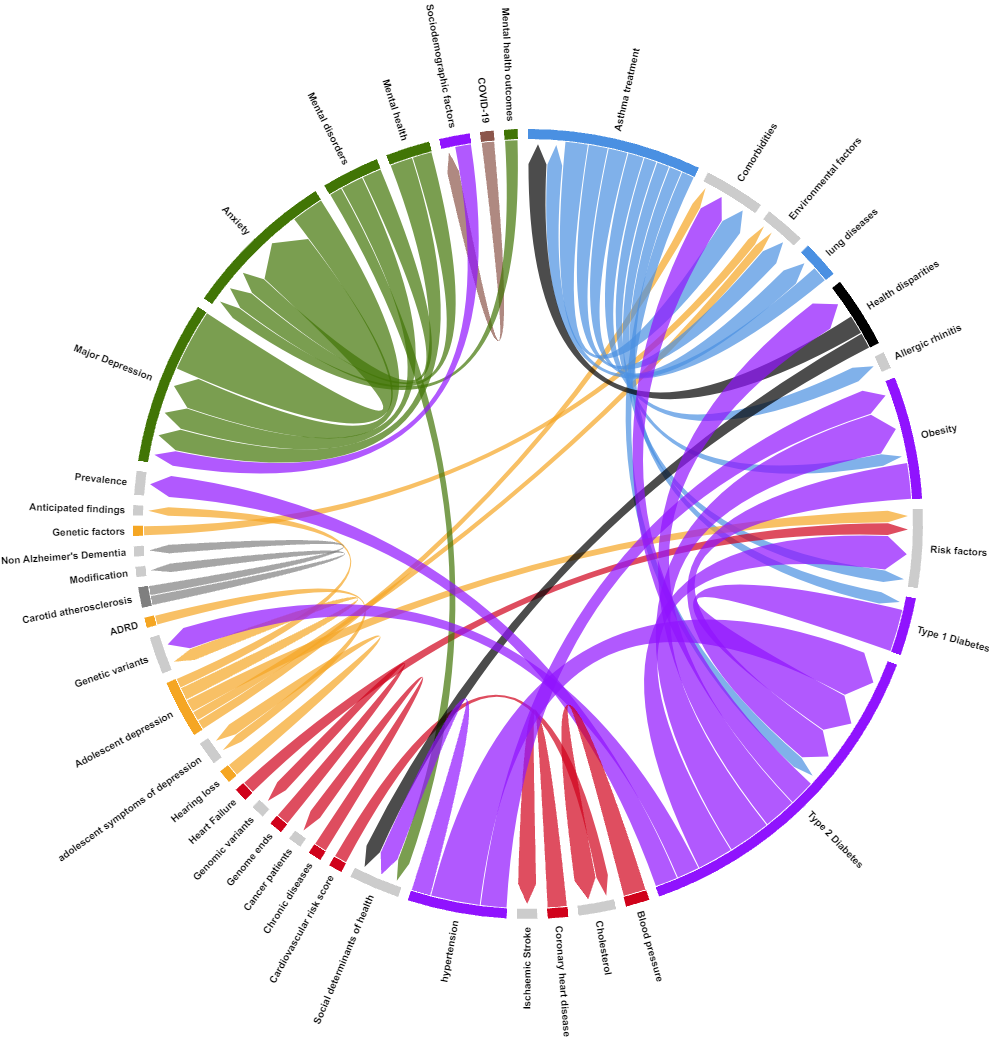 Mental health outcomes
Asthma treatment
Comorbidities
Environmental factors
lung diseases
Health disparities
Allergic rhinitis
Obesity
Risk factors
Type 1 Diabetes
Type 2 Diabetes
Blood pressure
Cholesterol
Coronary heart disease
Ischaemic Stroke
hypertension
Social determinants of health
Cardiovascular risk score
Chronic diseases
Cancer patients
Genome ends
Genomic variants
Heart Failure
Hearing loss
adolescent symptoms of depression
Adolescent depression
Genetic variants
ADRD
Carotid atherosclerosis
Modification
Non Alzheimer's Dementia
Genetic factors
Anticipated findings
Prevalence
Major Depression
Anxiety
Mental disorders
Mental health
Sociodemographic factors
COVID-19